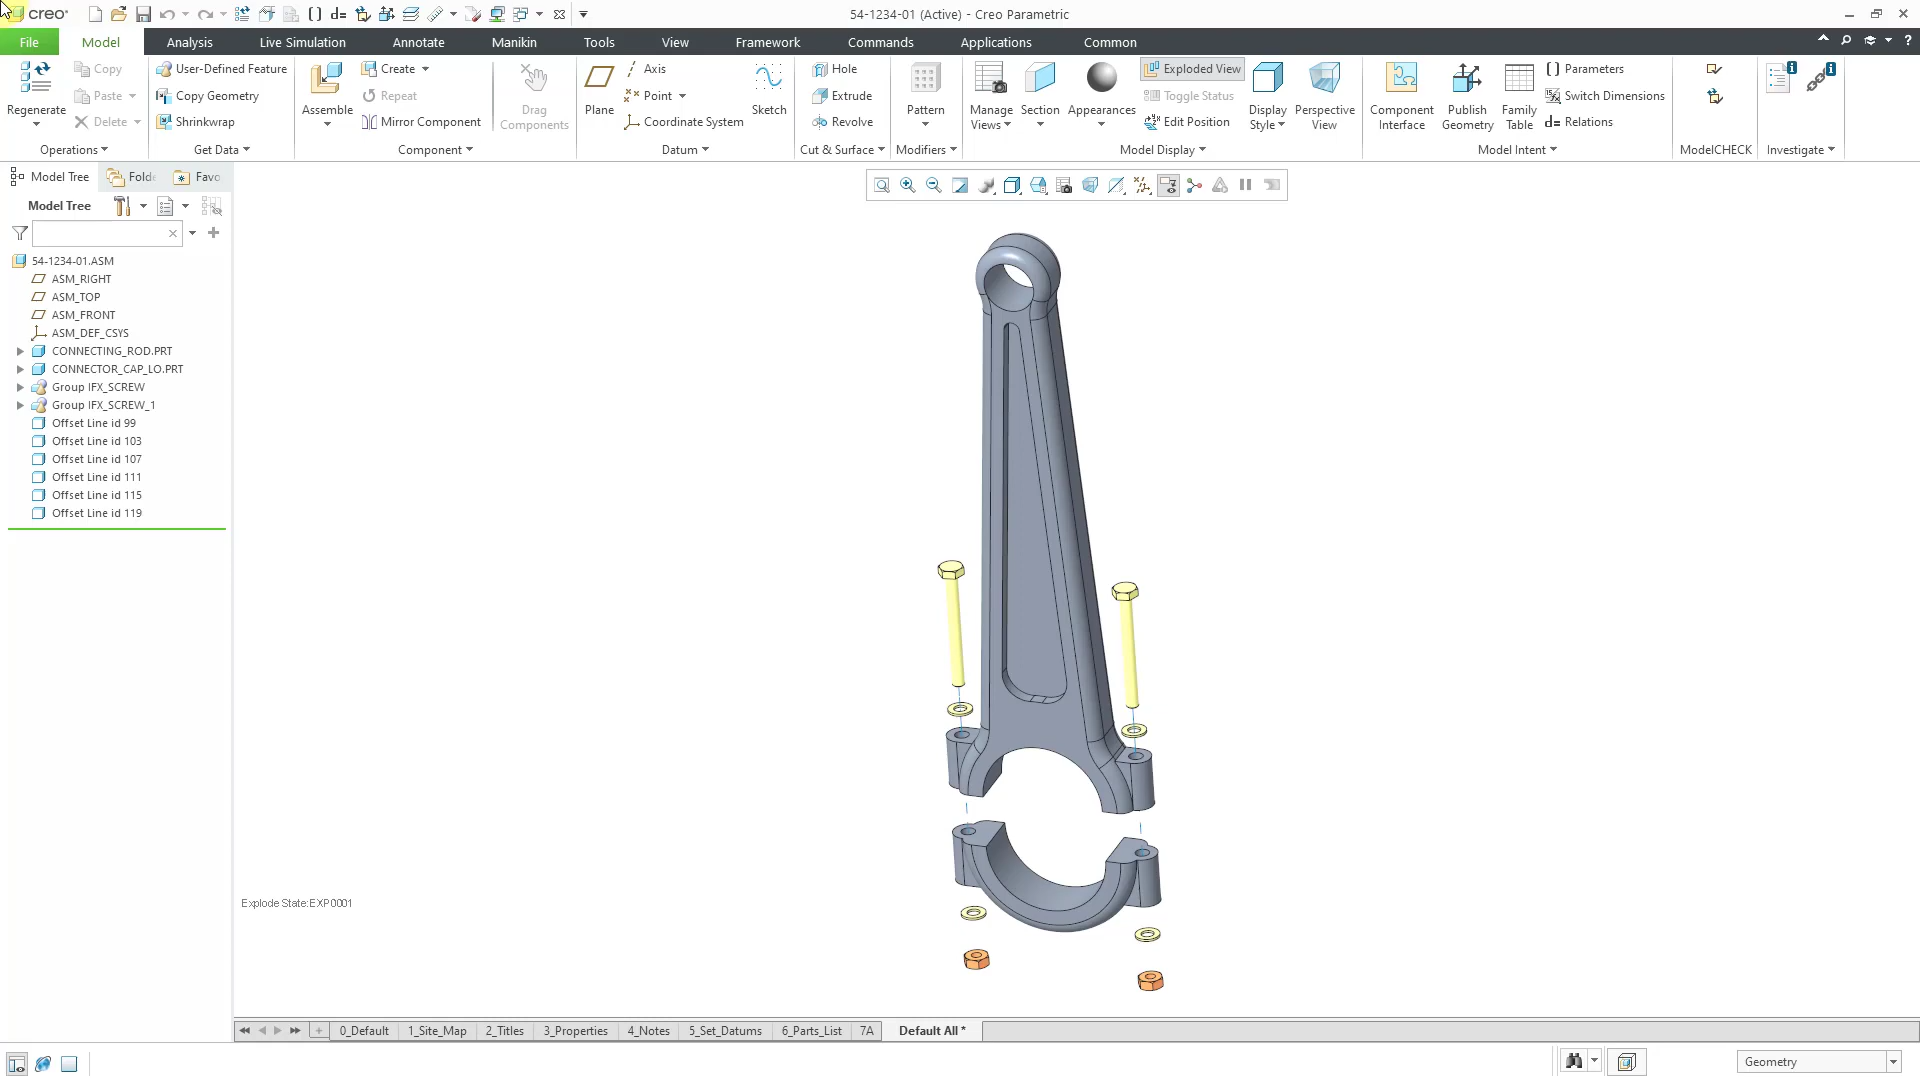 creo
54-1234-01 (Active) - Creo Parametric
File Model Analysis Live Simulation Annotate Manikin Tools View Framework Commands Applications Common
Regenerate
Copy
Paste
Delete
Operations
User-Defined Feature
Copy Geometry
Shrinkwrap
Get Data
Assemble
Create
Repeat
Mirror Component
Drag
Components
Component
Plane
Axis
Point
Coordinate System
Sketch
Datum
Hole
Extrude
Revolve
Cut & Surface
Pattern
Modifiers
Manage
Views
Section
Appearances
Exploded View
Toggle Status
Edit Position
Display
Style
Perspective
View
Model Display
Component
Interface
Publish
Geometry
Family
Table
Parameters
Switch Dimensions
d= Relations
Model Intent
ModelCHECK
Investigate
Model Tree Folde Favo
Model Tree
54-1234-01.ASM
ASM_RIGHT
ASM_TOP
ASM_FRONT
ASM_DEF_CSYS
CONNECTING_ROD.PRT
CONNECTOR_CAP_LO.PRT
Group IFX_SCREW
Group IFX_SCREW_1
Offset Line id 99
Offset Line id 103
Offset Line id 107
Offset Line id 111
Offset Line id 115
Offset Line id 119
Explode State:EXP0001
0_Default 1_Site_Map 2_Titles 3_Properties 4_Notes 5_Set_Datums 6_Parts_List 7A Default All *
Geometry